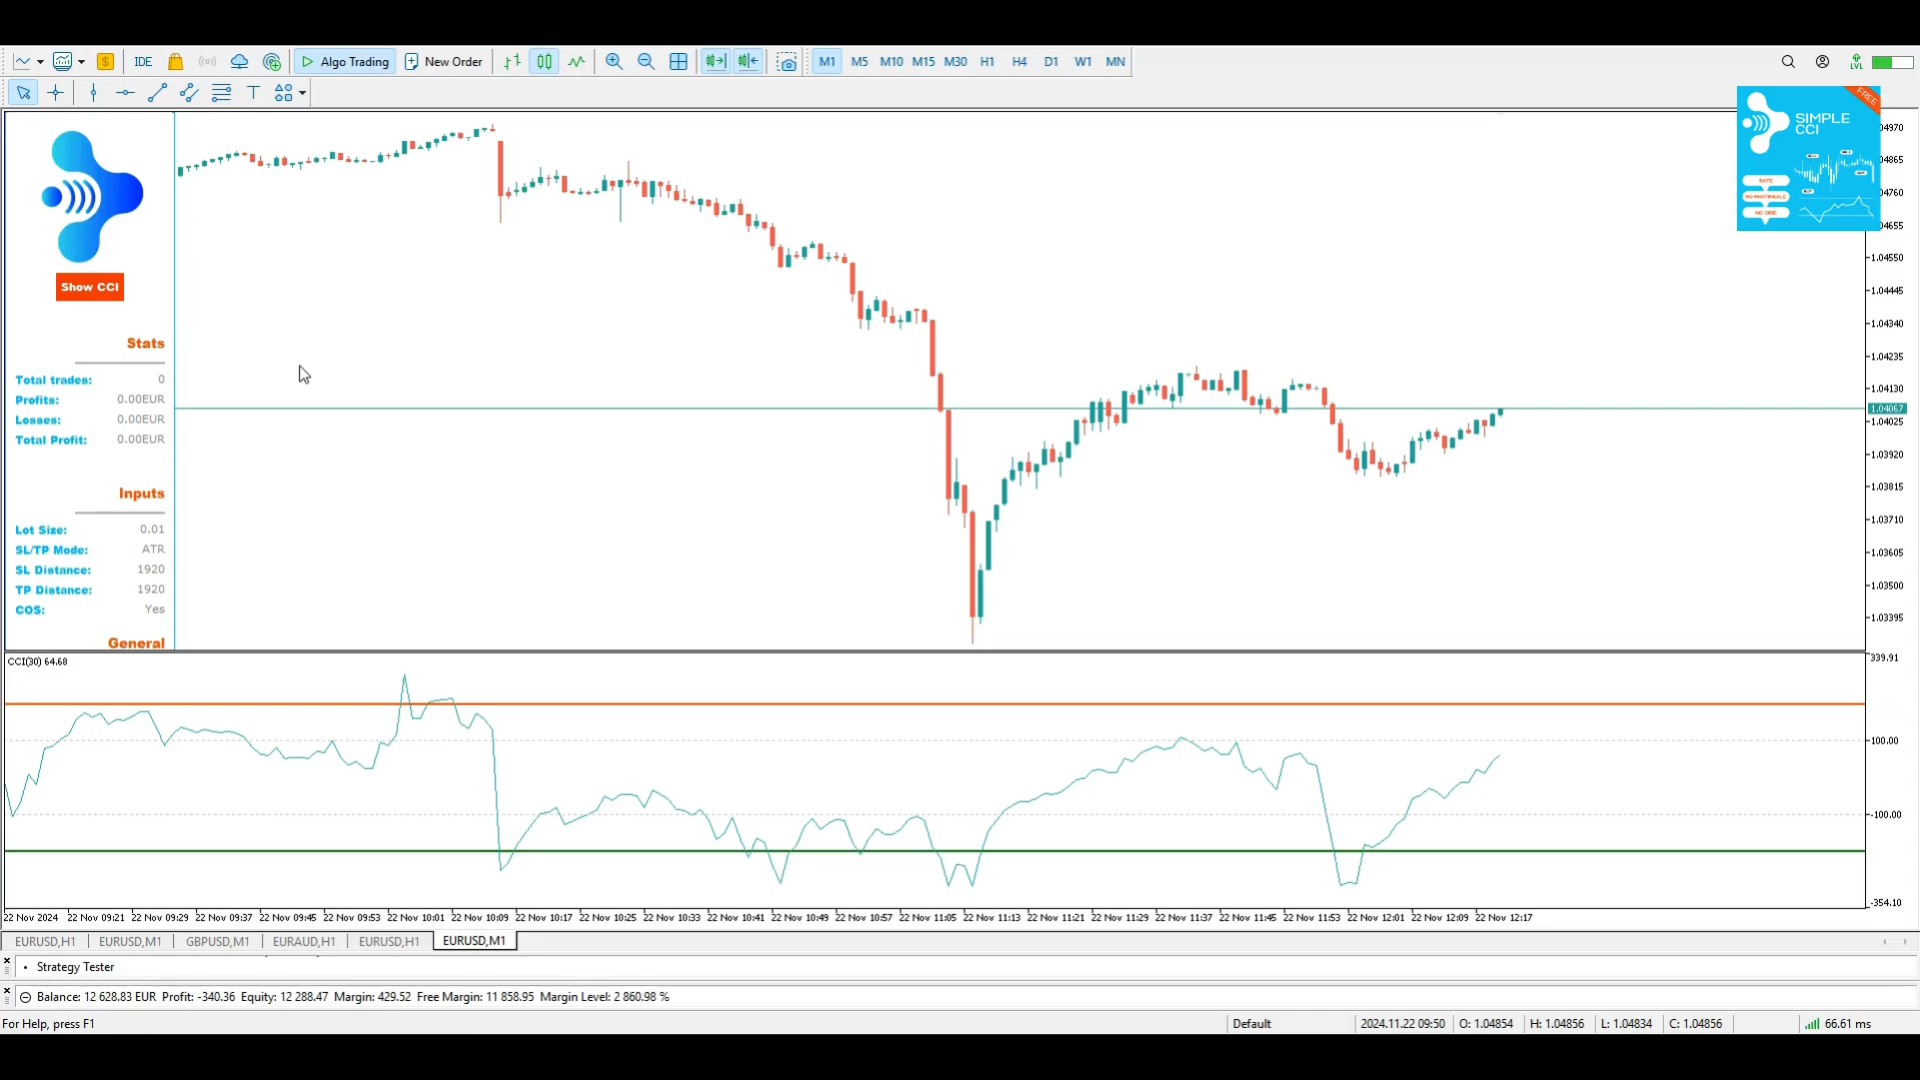 IDE
Algo Trading
New Order
M1 M5 M10 M15 M30 H1 H4 D1 W1 MN
LVL
FREE
SIMPLE
CCI
SAFE
NO MARTINGALE
NO GRID
Show CCI
Stats
Total trades: 0
Profits: 0.00EUR
Losses: 0.00EUR
Total Profit: 0.00EUR
Inputs
Lot Size: 0.01
SL/TP Mode: ATR
SL Distance: 1920
TP Distance: 1920
COS: Yes
General
04970
04865
04760
04655
1.04550
1.04445
1.04340
1.04235
1.04130
1.04067
1.04025
1.03920
1.03815
1.03710
1.03605
1.03500
1.03395
CCI(30) 64.68
339.91
100.00
-100.00
-354.10
22 Nov 2024 22 Nov 09:21 22 Nov 09:29 22 Nov 09:37 22 Nov 09:45 22 Nov 09:53 22 Nov 10:01 22 Nov 10:09 22 Nov 10:17 22 Nov 10:25 22 Nov 10:33 22 Nov 10:41 22 Nov 10:49 22 Nov 10:57 22 Nov 11:05 22 Nov 11:13 22 Nov 11:21 22 Nov 11:29 22 Nov 11:37 22 Nov 11:45 22 Nov 11:53 22 Nov 12:01 22 Nov 12:09 22 Nov 12:17
EURUSD,H1 EURUSD,M1 GBPUSD,M1 EURAUD,H1 EURUSD,H1 EURUSD,M1
Strategy Tester
Balance: 12 628.83 EUR Profit: -340.36 Equity: 12 288.47 Margin: 429.52 Free Margin: 11 858.95 Margin Level: 2 860.98 %
For Help, press F1
Default
2024.11.22 09:50 O: 1.04854 H: 1.04856 L: 1.04834 C: 1.04856
66.61 ms